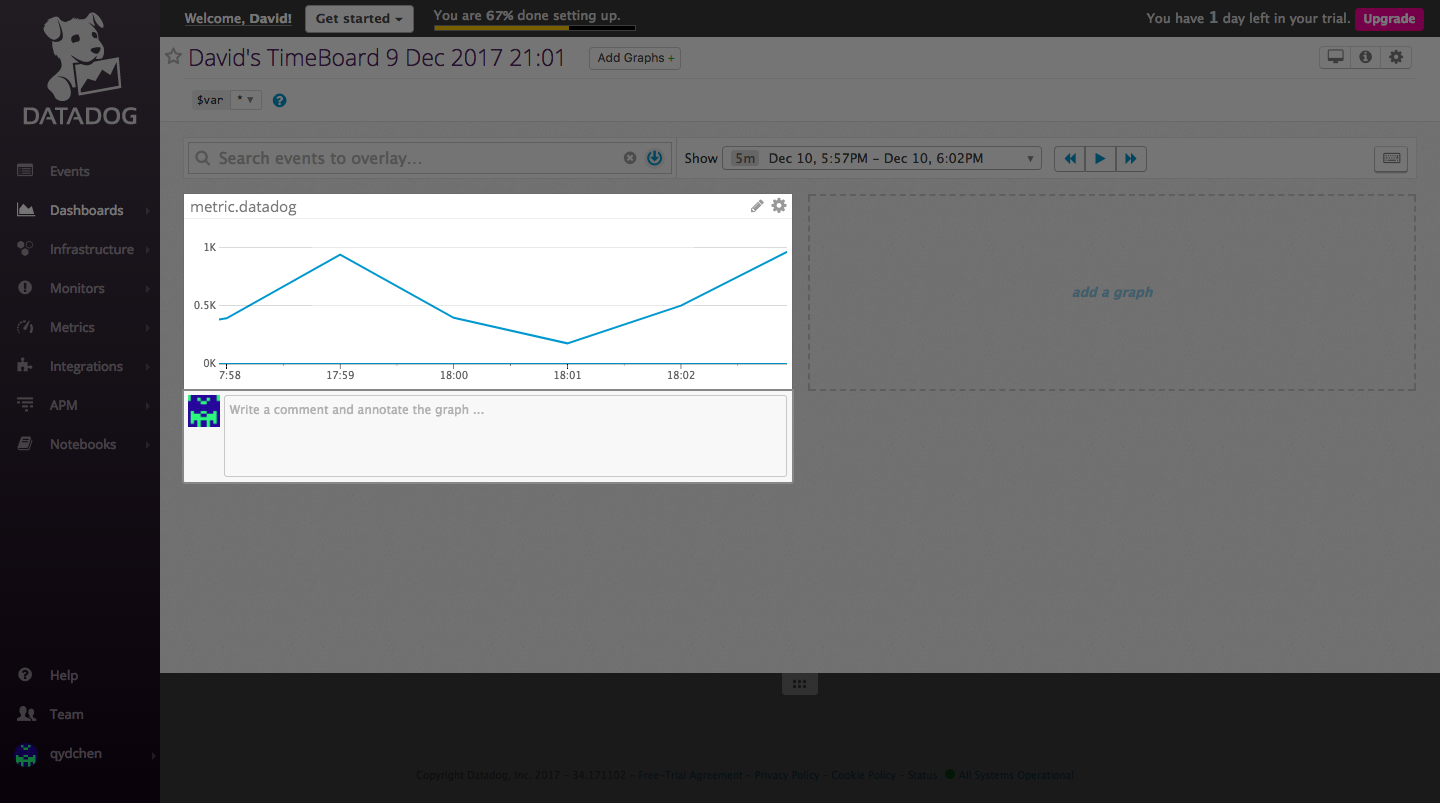 DATADOG
Events
Dashboards
Infrastructure
Monitors
Metrics
Integrations
APM
Notebooks
Help
Team
qydchen
Welcome, David! Get started You are 67% done setting up. You have 1 day left in your trial. Upgrade
David's TimeBoard 9 Dec 2017 21:01 Add Graphs +
$var * ?
Search events to overlay... Show 5m Dec 10, 5:57PM - Dec 10, 6:02PM
metric.datadog
1K
0.5K
0K
7:58 17:59 18:00 18:01 18:02
Write a comment and annotate the graph ...
add a graph
Copyright Datadog, Inc. 2017 - 34.171102 - Free-Trial Agreement - Privacy Policy - Cookie Policy - Status All Systems Operational